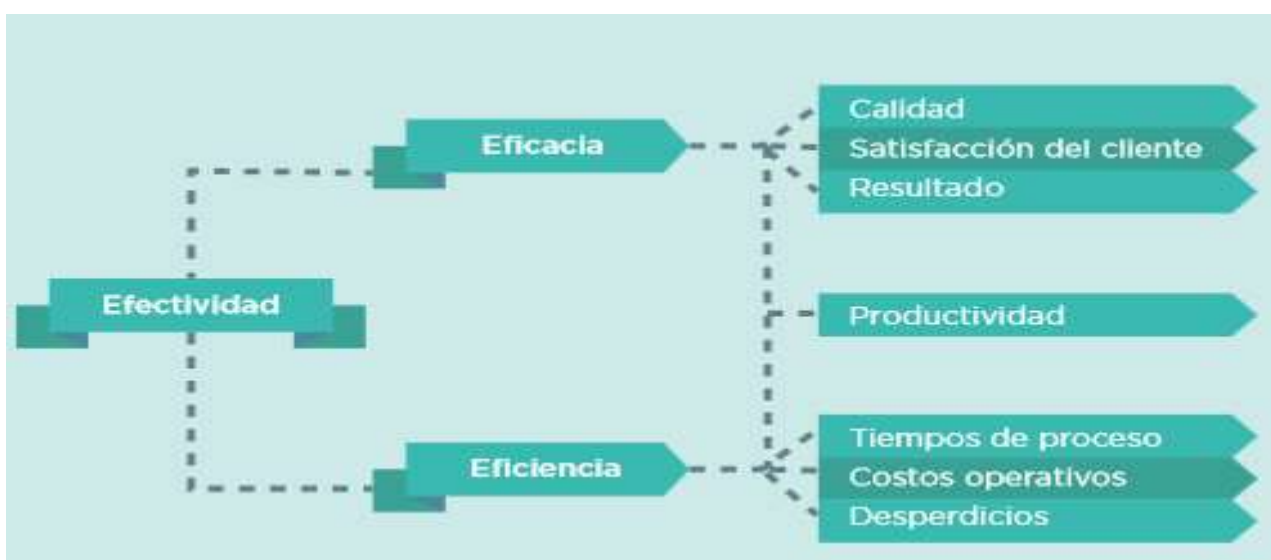 Efectividad
Eficacia
Calidad
Satisfacción del cliente
Resultado
Productividad
Eficiencia
Tiempos de proceso
Costos operativos
Desperdicios